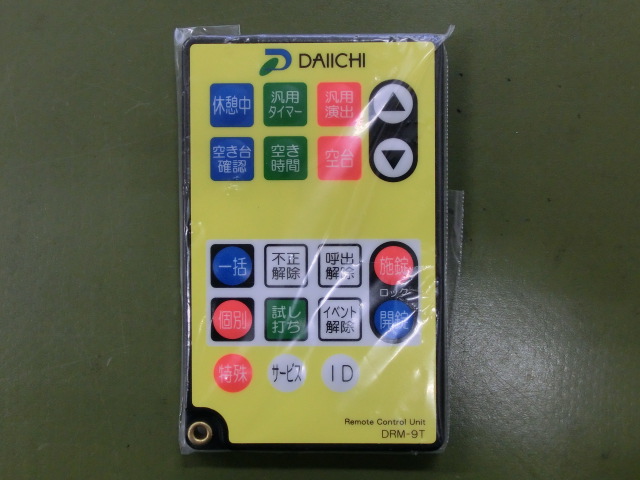 DAIICHI
休憩中
汎用
タイマー
汎用
演出
空き台
確認
空き
時間
空台
一括
不正
解除
呼出
解除
施錠
ロック
個別
試し
打ち
イベント
解除
開錠
特殊
サービス
ID
Remote Control Unit
DRM-9T